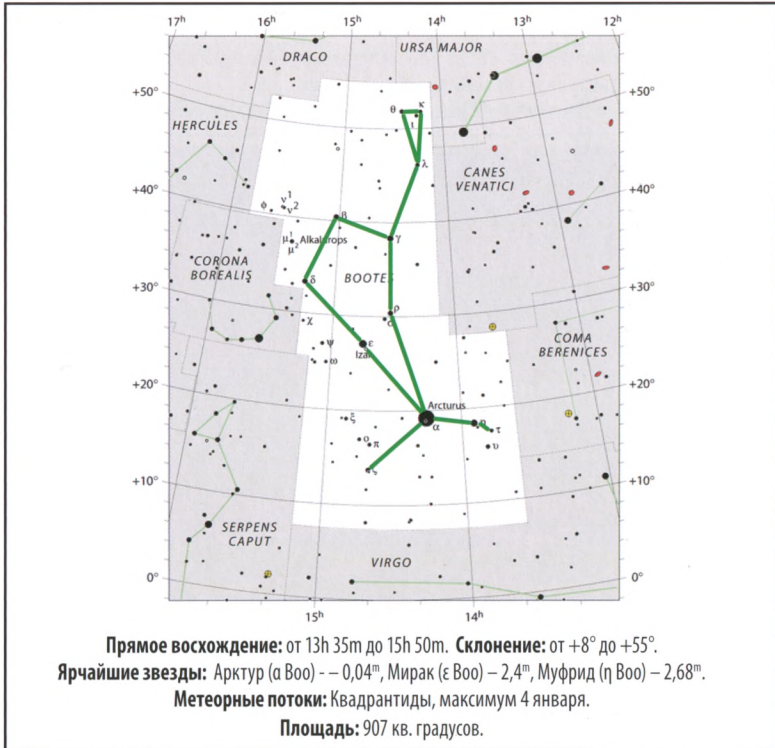 17h 16h 15h 14h 13h 12h
DRACO
URSA MAJOR
+50° +50°
θ κ
ι
HERCULES
λ
CANES
VENATICI
+40° +40°
ν¹
φ ν²
β
γ
μ¹ Alkalurops
μ²
CORONA
BOREALIS
BOOTES
δ
+30° +30°
ρ
σ
χ
ψ ε
Izar
ω
COMA
BERENICES
+20° +20°
Arcturus
α
η τ
ξ
ο π
υ
ζ
+10° +10°
SERPENS
CAPUT
VIRGO
0° 0°
15h 14h
Прямое восхождение: от 13h 35m до 15h 50m. Склонение: от +8° до +55°.
Ярчайшие звезды: Арктур (α Boo) - – 0,04ᵐ, Мирак (ε Boo) – 2,4ᵐ, Муфрид (η Boo) – 2,68ᵐ.
Метеорные потоки: Квадрантиды, максимум 4 января.
Площадь: 907 кв. градусов.